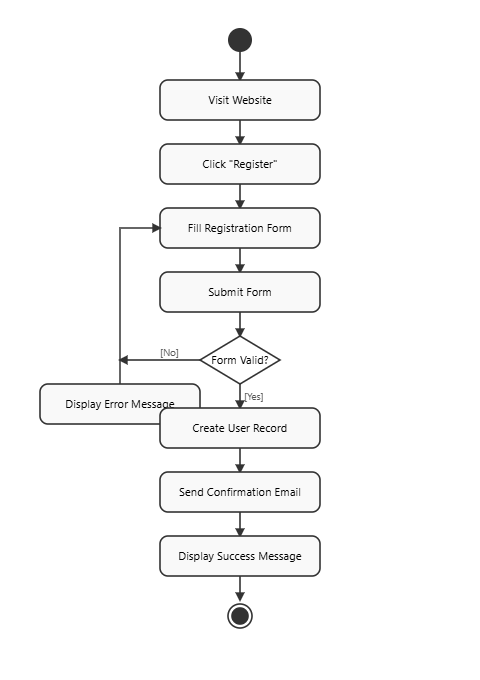 Visit Website
Click "Register"
Fill Registration Form
Submit Form
[No]
Form Valid?
[Yes]
Display Error Message
Create User Record
Send Confirmation Email
Display Success Message